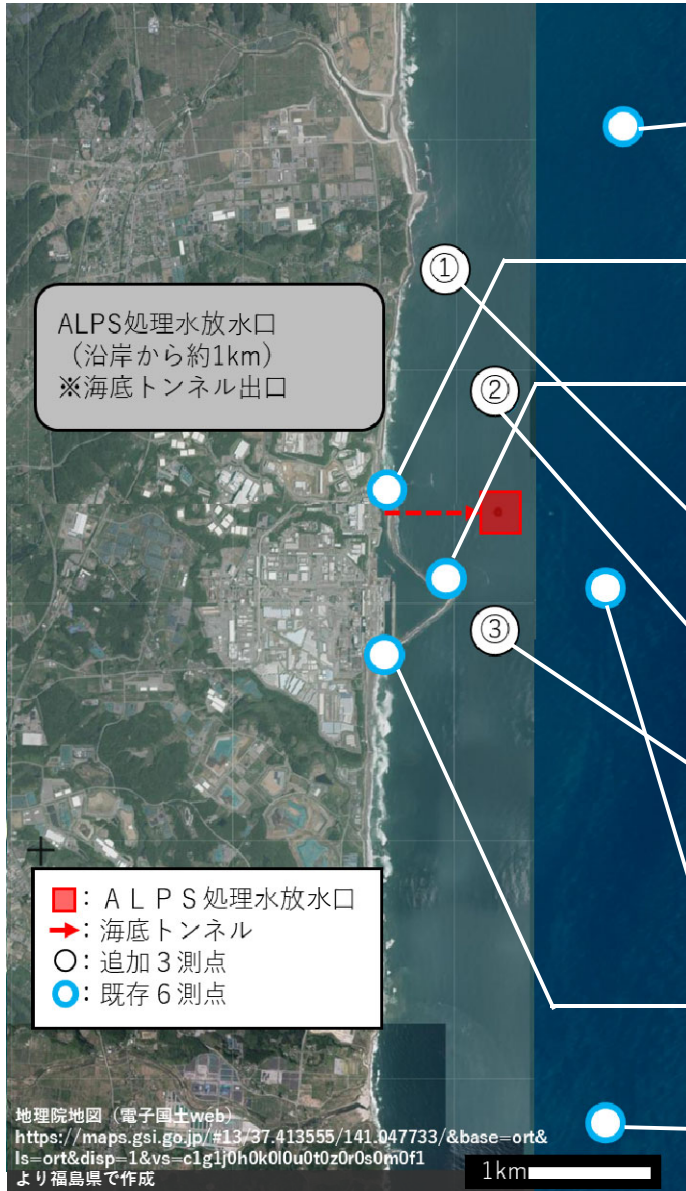 ①
ALPS処理水放水口
（沿岸から約1km）
※海底トンネル出口
②
③
：ＡＬＰＳ処理水放水口
：海底トンネル
：追加３測点
：既存６測点
地理院地図（電子国土web）
https://maps.gsi.go.jp/#13/37.413555/141.047733/&base=ort&
ls=ort&disp=1&vs=c1g1j0h0k0l0u0t0z0r0s0m0f1
より福島県で作成
1km